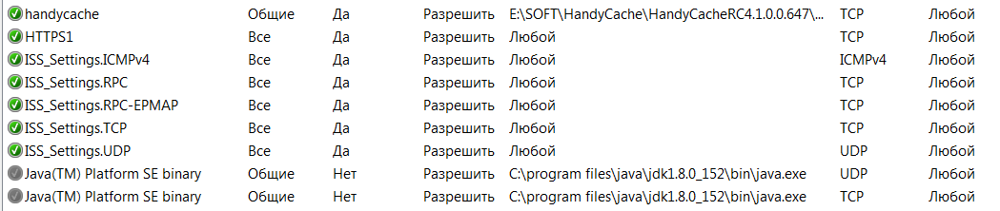 handycache Общие Да Разрешить E:\SOFT\HandyCache\HandyCacheRC4.1.0.0.647\... TCP Любой
HTTPS1 Все Да Разрешить Любой TCP Любой
ISS_Settings.ICMPv4 Все Да Разрешить Любой ICMPv4 Любой
ISS_Settings.RPC Все Да Разрешить Любой TCP Любой
ISS_Settings.RPC-EPMAP Все Да Разрешить Любой TCP Любой
ISS_Settings.TCP Все Да Разрешить Любой TCP Любой
ISS_Settings.UDP Все Да Разрешить Любой UDP Любой
Java(TM) Platform SE binary Общие Нет Разрешить C:\program files\java\jdk1.8.0_152\bin\java.exe UDP Любой
Java(TM) Platform SE binary Общие Нет Разрешить C:\program files\java\jdk1.8.0_152\bin\java.exe TCP Любой